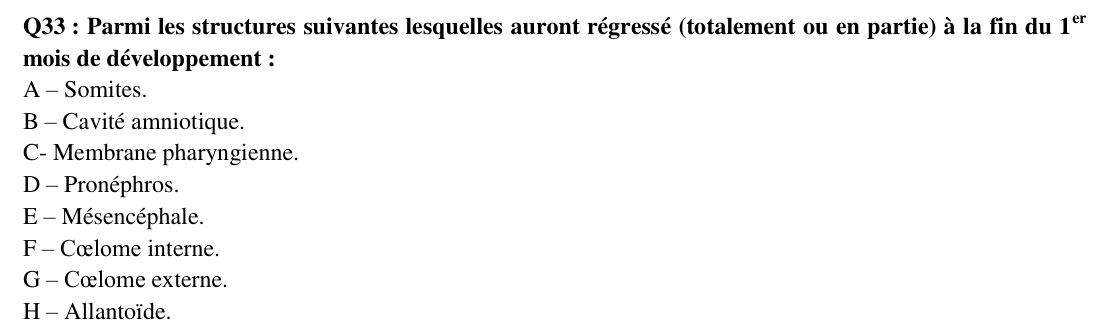 Q33 : Parmi les structures suivantes lesquelles auront régressé (totalement ou en partie) à la fin du 1er
mois de développement :
A – Somites.
B – Cavité amniotique.
C- Membrane pharyngienne.
D – Pronéphros.
E – Mésencéphale.
F – Cœlome interne.
G – Cœlome externe.
H – Allantoïde.